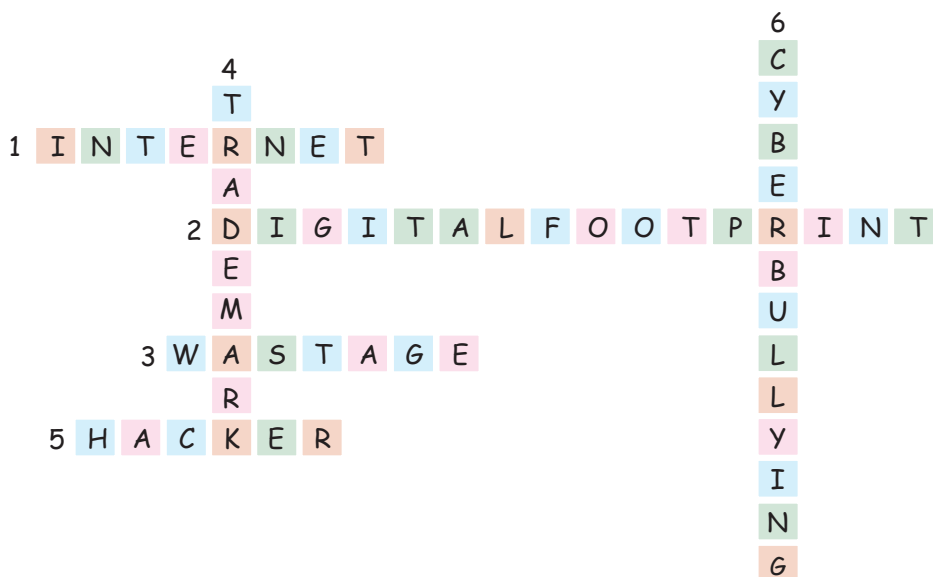 6
C
4
T Y
1 I N T E R N E T B
A E
2 D I G I T A L F O O T P R I N T
E B
M U
3 W A S T A G E L
R L
5 H A C K E R Y
I
N
G